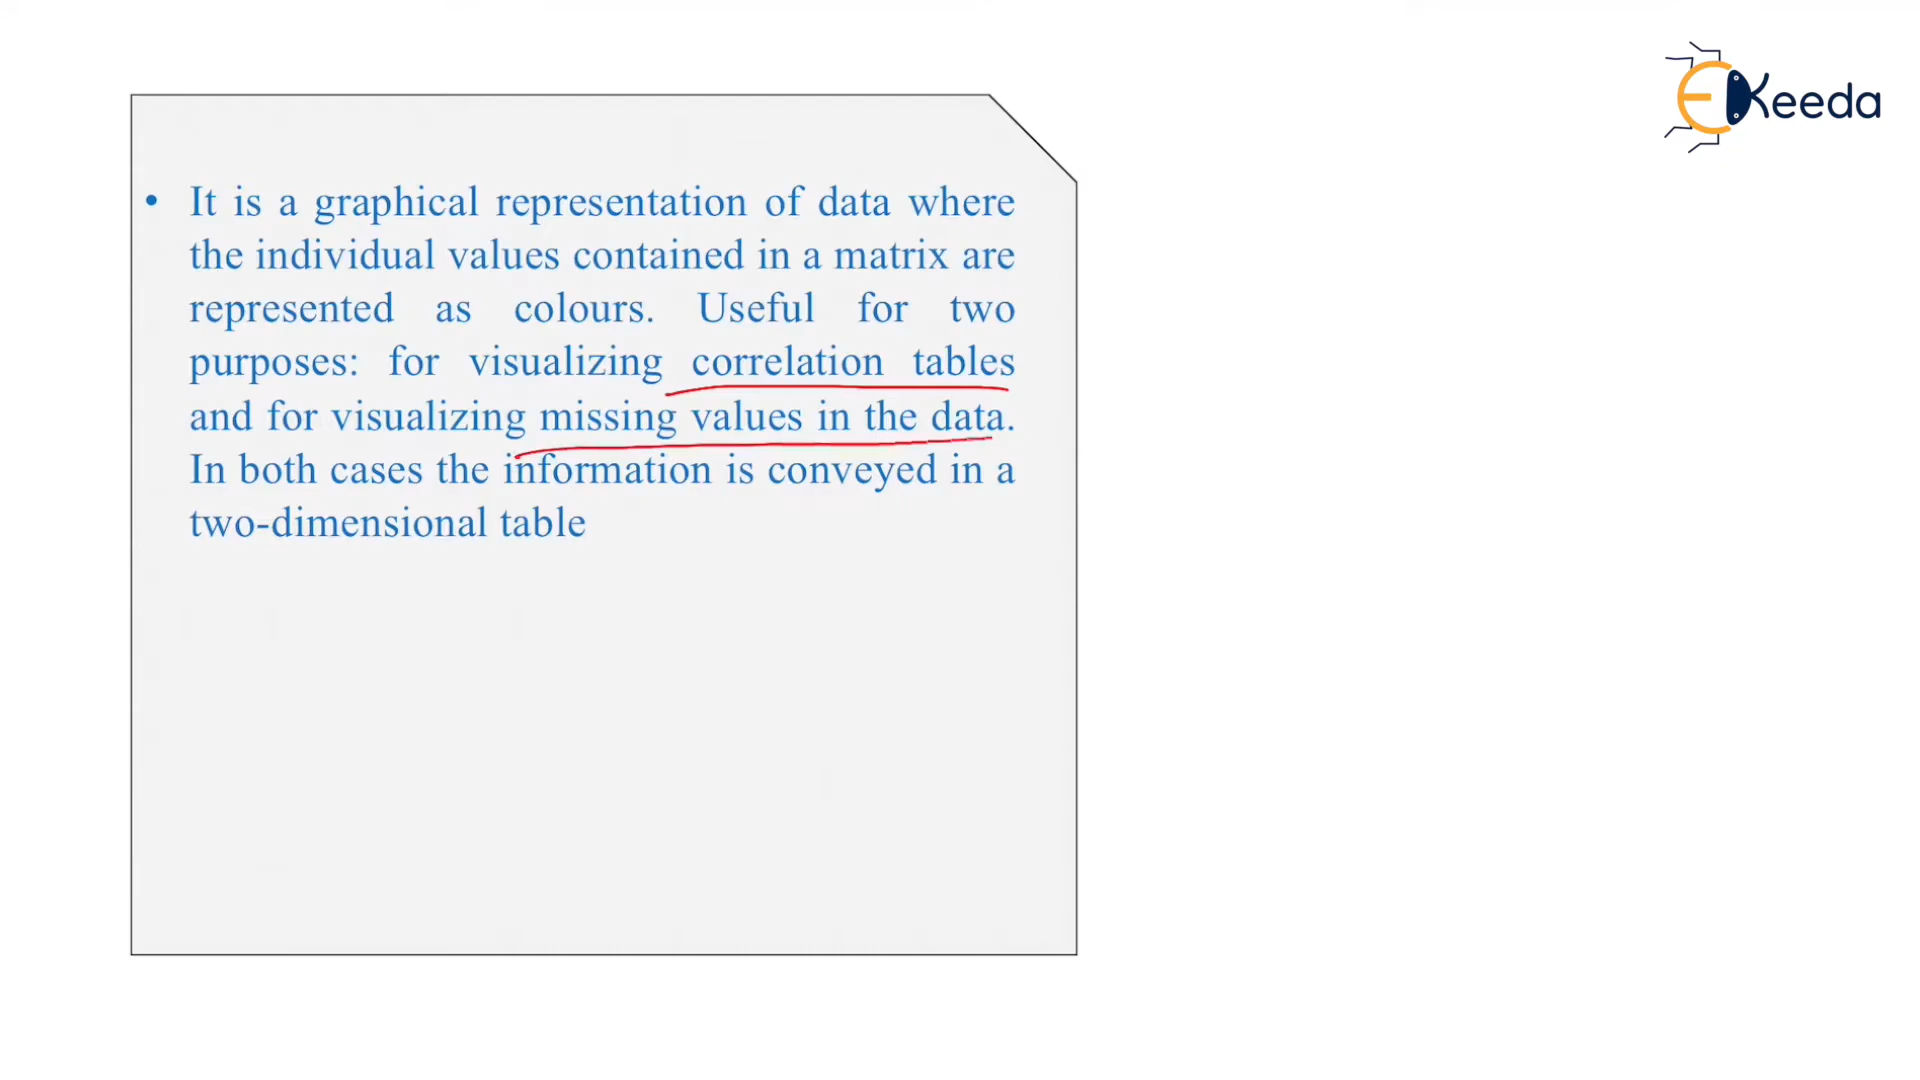 EKeeda
• It is a graphical representation of data where
the individual values contained in a matrix are
represented as colours. Useful for two
purposes: for visualizing correlation tables
and for visualizing missing values in the data.
In both cases the information is conveyed in a
two-dimensional table